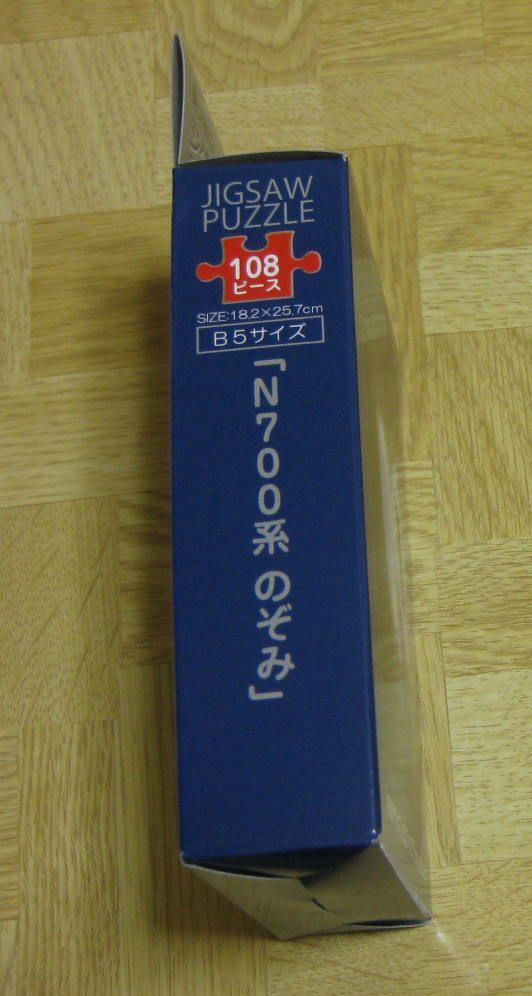 JIGSAW
PUZZLE
108
ピース
SIZE:18.2×25.7cm
B5サイズ
「N700系 のぞみ」